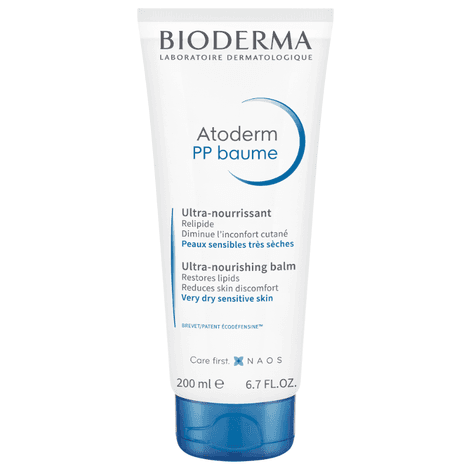 BIODERMA
LABORATOIRE DERMATOLOGIQUE
Atoderm
PP baume
Ultra-nourrissant
Relipide
Diminue l'inconfort cutané
Peaux sensibles très sèches
Ultra-nourishing balm
Restores lipids
Reduces skin discomfort
Very dry sensitive skin
BREVET/PATENT ÉCODÉFENSINE™
Care first. NAOS
200 ml ℮ 6.7 FL.OZ.